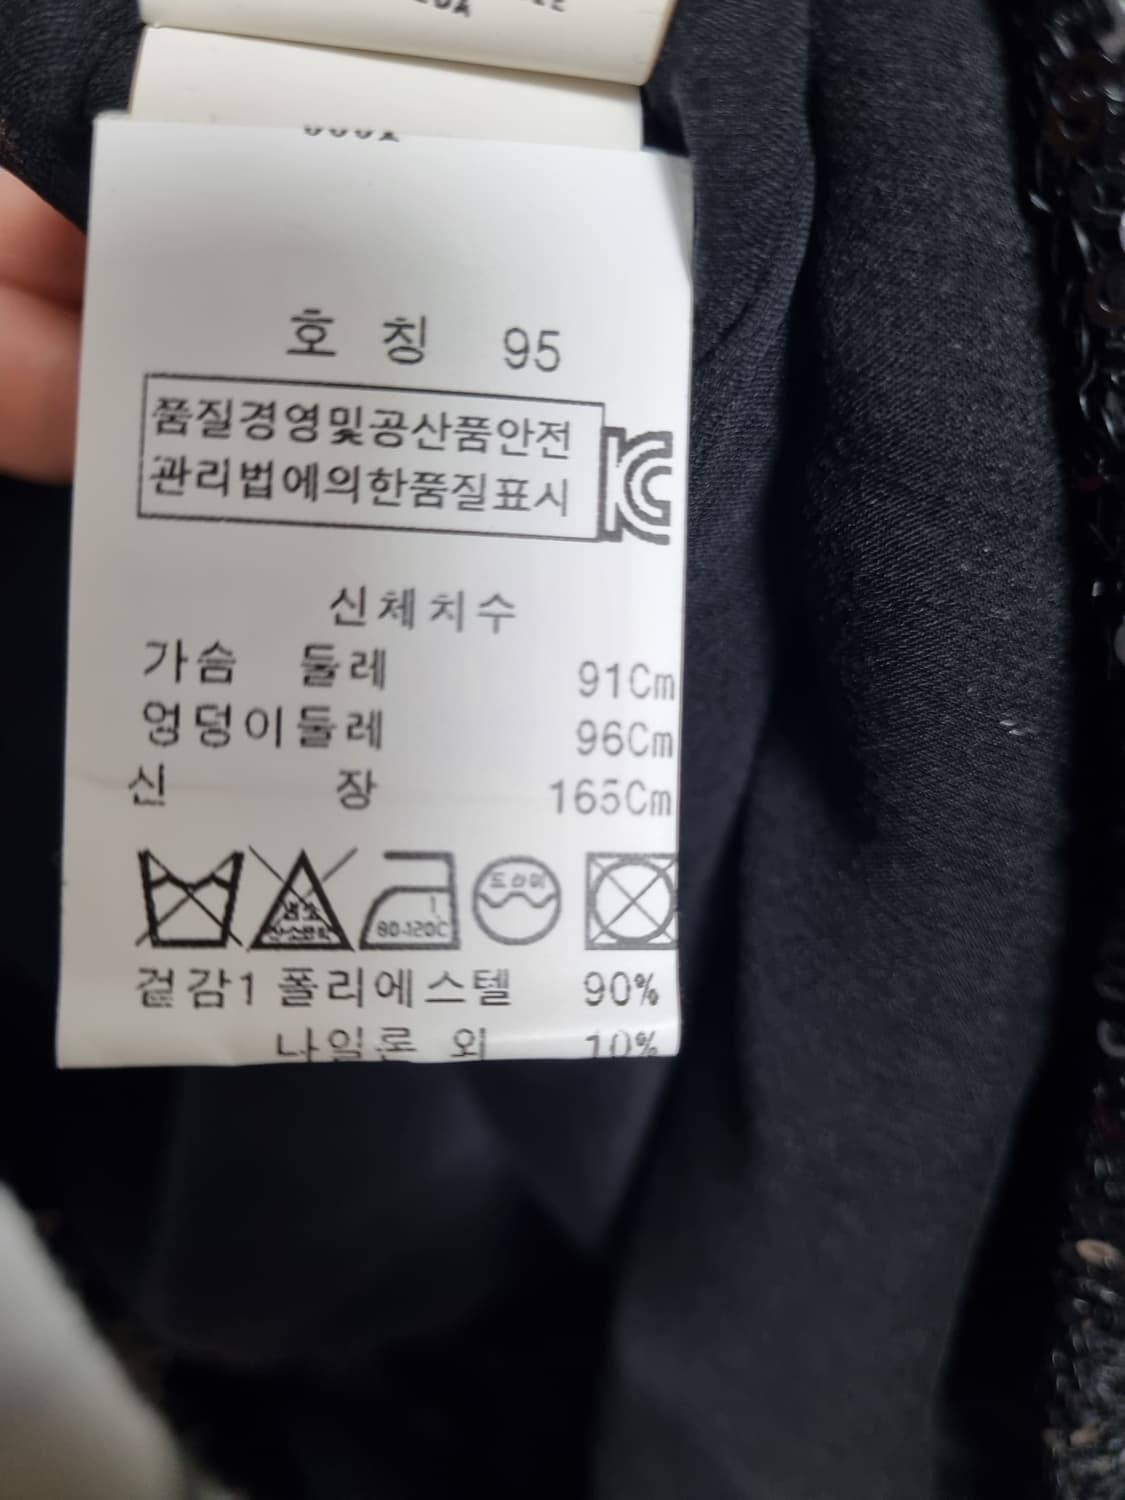 호 칭 95
품질경영및공산품안전
관리법에의한품질표시
신체치수
가슴 둘레 91Cm
엉덩이둘레 96Cm
신 장 165Cm
드라이
80-120C
겉감1 폴리에스텔 90%
나일론 외 10%